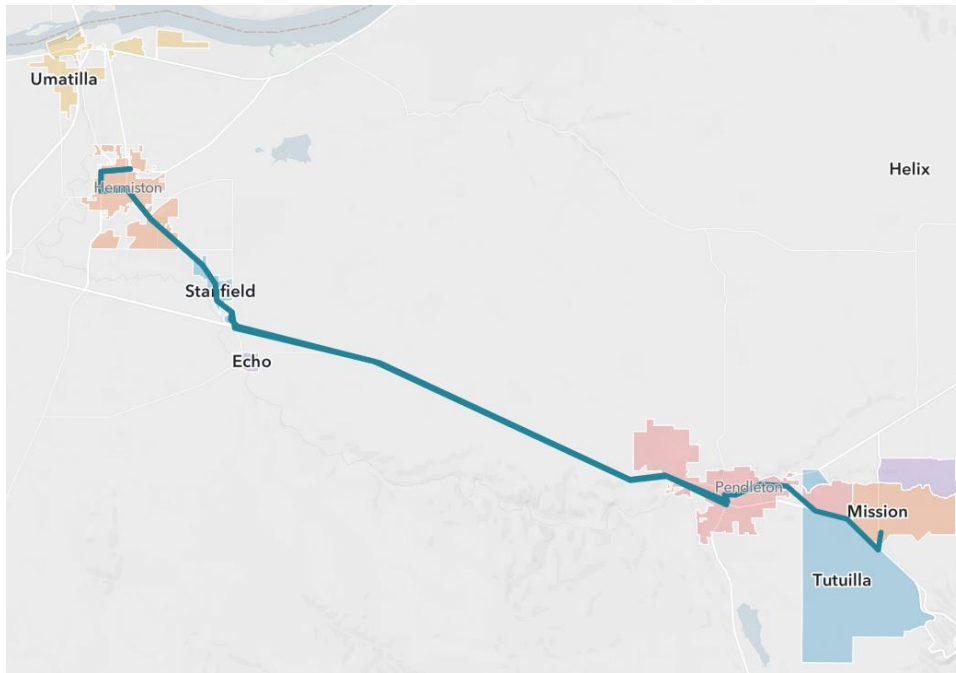 Umatilla
Helix
Hermiston
Stanfield
Echo
Pendleton
Mission
Tutuilla